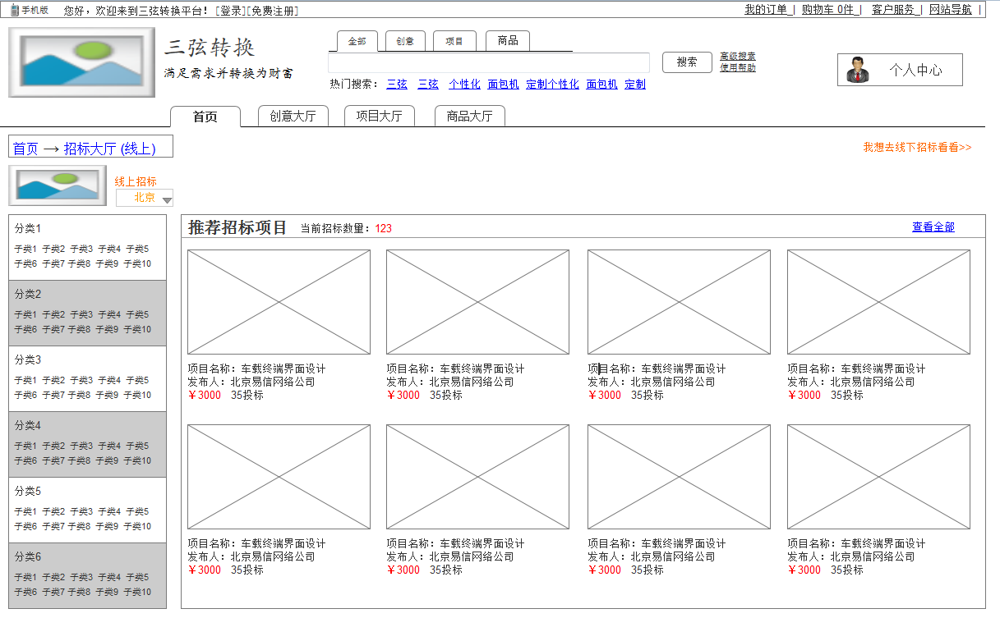 手机版 您好，欢迎来到三弦转换平台！[登录][免费注册] 我的订单 | 购物车 0件 | 客户服务 | 网站导航 |
三弦转换
满足需求并转换为财富
全部 创意 项目 商品
搜索
高级搜索
使用帮助
个人中心
热门搜索： 三弦 三弦 个性化 面包机 定制个性化 面包机 定制
首页 创意大厅 项目大厅 商品大厅
首页 → 招标大厅 (线上)
我想去线下招标看看>>
线上招标
北京
分类1
子类1 子类2 子类3 子类4 子类5
子类6 子类7 子类8 子类9 子类10
分类2
子类1 子类2 子类3 子类4 子类5
子类6 子类7 子类8 子类9 子类10
分类3
子类1 子类2 子类3 子类4 子类5
子类6 子类7 子类8 子类9 子类10
分类4
子类1 子类2 子类3 子类4 子类5
子类6 子类7 子类8 子类9 子类10
分类5
子类1 子类2 子类3 子类4 子类5
子类6 子类7 子类8 子类9 子类10
分类6
子类1 子类2 子类3 子类4 子类5
子类6 子类7 子类8 子类9 子类10
推荐招标项目 当前招标数量：123 查看全部
项目名称：车载终端界面设计
发布人：北京易信网络公司
￥3000 35投标
项目名称：车载终端界面设计
发布人：北京易信网络公司
￥3000 35投标
项目名称：车载终端界面设计
发布人：北京易信网络公司
￥3000 35投标
项目名称：车载终端界面设计
发布人：北京易信网络公司
￥3000 35投标
项目名称：车载终端界面设计
发布人：北京易信网络公司
￥3000 35投标
项目名称：车载终端界面设计
发布人：北京易信网络公司
￥3000 35投标
项目名称：车载终端界面设计
发布人：北京易信网络公司
￥3000 35投标
项目名称：车载终端界面设计
发布人：北京易信网络公司
￥3000 35投标